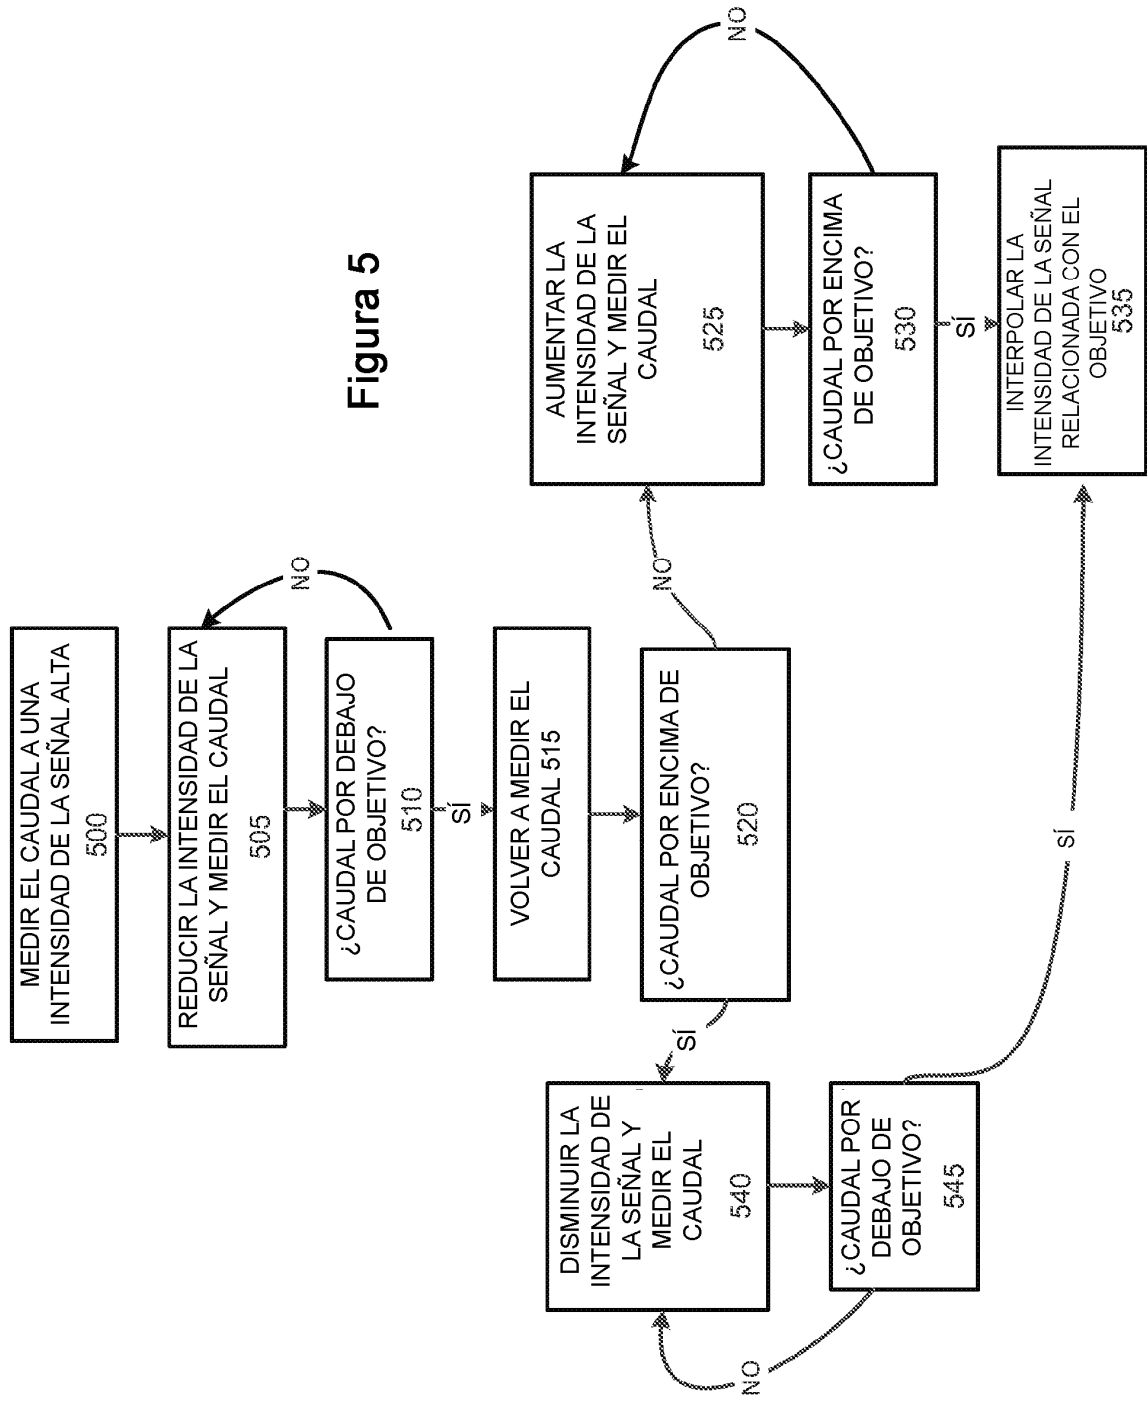 MEDIR EL CAUDAL A UNA
INTENSIDAD DE LA SEÑAL ALTA
500
REDUCIR LA INTENSIDAD DE LA
SEÑAL Y MEDIR EL CAUDAL
505
NO
¿CAUDAL POR DEBAJO
DE OBJETIVO?
510
SÍ
VOLVER A MEDIR EL
CAUDAL 515
¿CAUDAL POR ENCIMA DE
OBJETIVO?
520
SÍ
NO
DISMINUIR LA
INTENSIDAD DE
LA SEÑAL Y
MEDIR EL
CAUDAL
540
¿CAUDAL POR
DEBAJO DE
OBJETIVO?
545
NO
SÍ
Figura 5
AUMENTAR LA
INTENSIDAD DE LA
SEÑAL Y MEDIR EL
CAUDAL
525
NO
¿CAUDAL POR ENCIMA
DE OBJETIVO?
530
SÍ
INTERPOLAR LA
INTENSIDAD DE LA SEÑAL
RELACIONADA CON EL
OBJETIVO
535